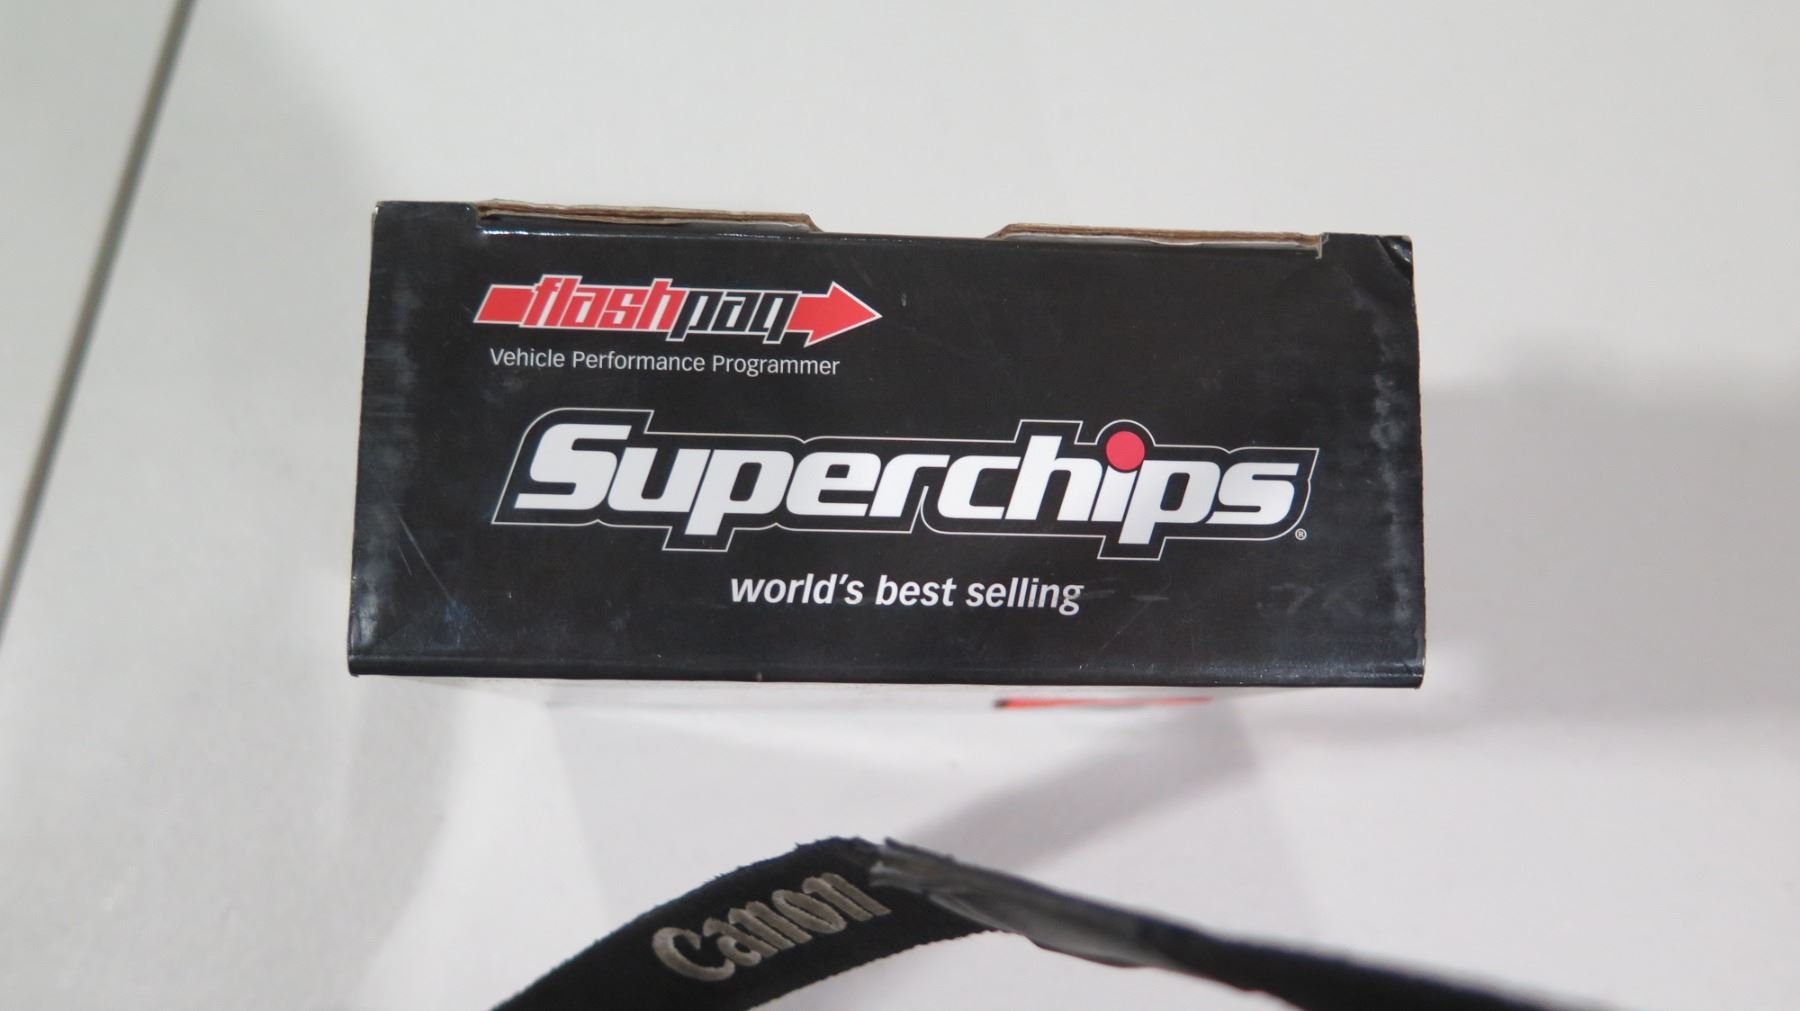 flashpaq
Vehicle Performance Programmer
Superchips®
world's best selling
Canon